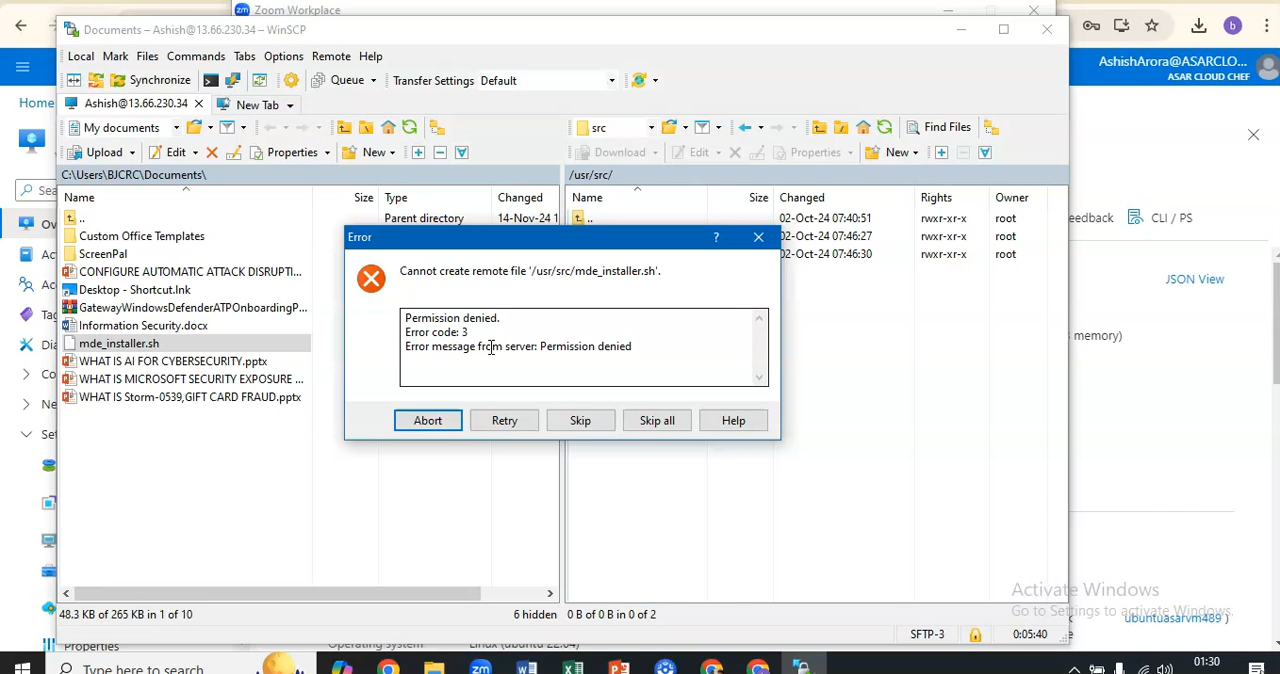 Zoom Workplace
Documents – Ashish@13.66.230.34 – WinSCP
Local Mark Files Commands Tabs Options Remote Help
Synchronize Queue Transfer Settings Default
Ashish@13.66.230.34 New Tab
AshishArora@ASARCLO...
ASAR CLOUD CHEF
Home
My documents
src Find Files
Upload Edit Properties New
Download Edit Properties New
C:\Users\BJCRC\Documents\
/usr/src/
Name Size Type Changed
Name Size Changed Rights Owner
.. Parent directory 14-Nov-24 1
.. 02-Oct-24 07:40:51 rwxr-xr-x root
Custom Office Templates
02-Oct-24 07:46:27 rwxr-xr-x root
ScreenPal
02-Oct-24 07:46:30 rwxr-xr-x root
CONFIGURE AUTOMATIC ATTACK DISRUPTI...
Desktop - Shortcut.lnk
GatewayWindowsDefenderATPOnboardingP...
Information Security.docx
mde_installer.sh
WHAT IS AI FOR CYBERSECURITY.pptx
WHAT IS MICROSOFT SECURITY EXPOSURE ...
WHAT IS Storm-0539,GIFT CARD FRAUD.pptx
Error ?
Cannot create remote file '/usr/src/mde_installer.sh'.
Permission denied.
Error code: 3
Error message from server: Permission denied
Abort Retry Skip Skip all Help
eedback CLI / PS
JSON View
memory)
48.3 KB of 265 KB in 1 of 10 6 hidden
0 B of 0 B in 0 of 2
SFTP-3 0:05:40
Activate Windows
Go to Settings to activate Windows.
ubuntuasarvm489 )
Properties
Operating system Linux (ubuntu 22.04)
Type here to search
01:30